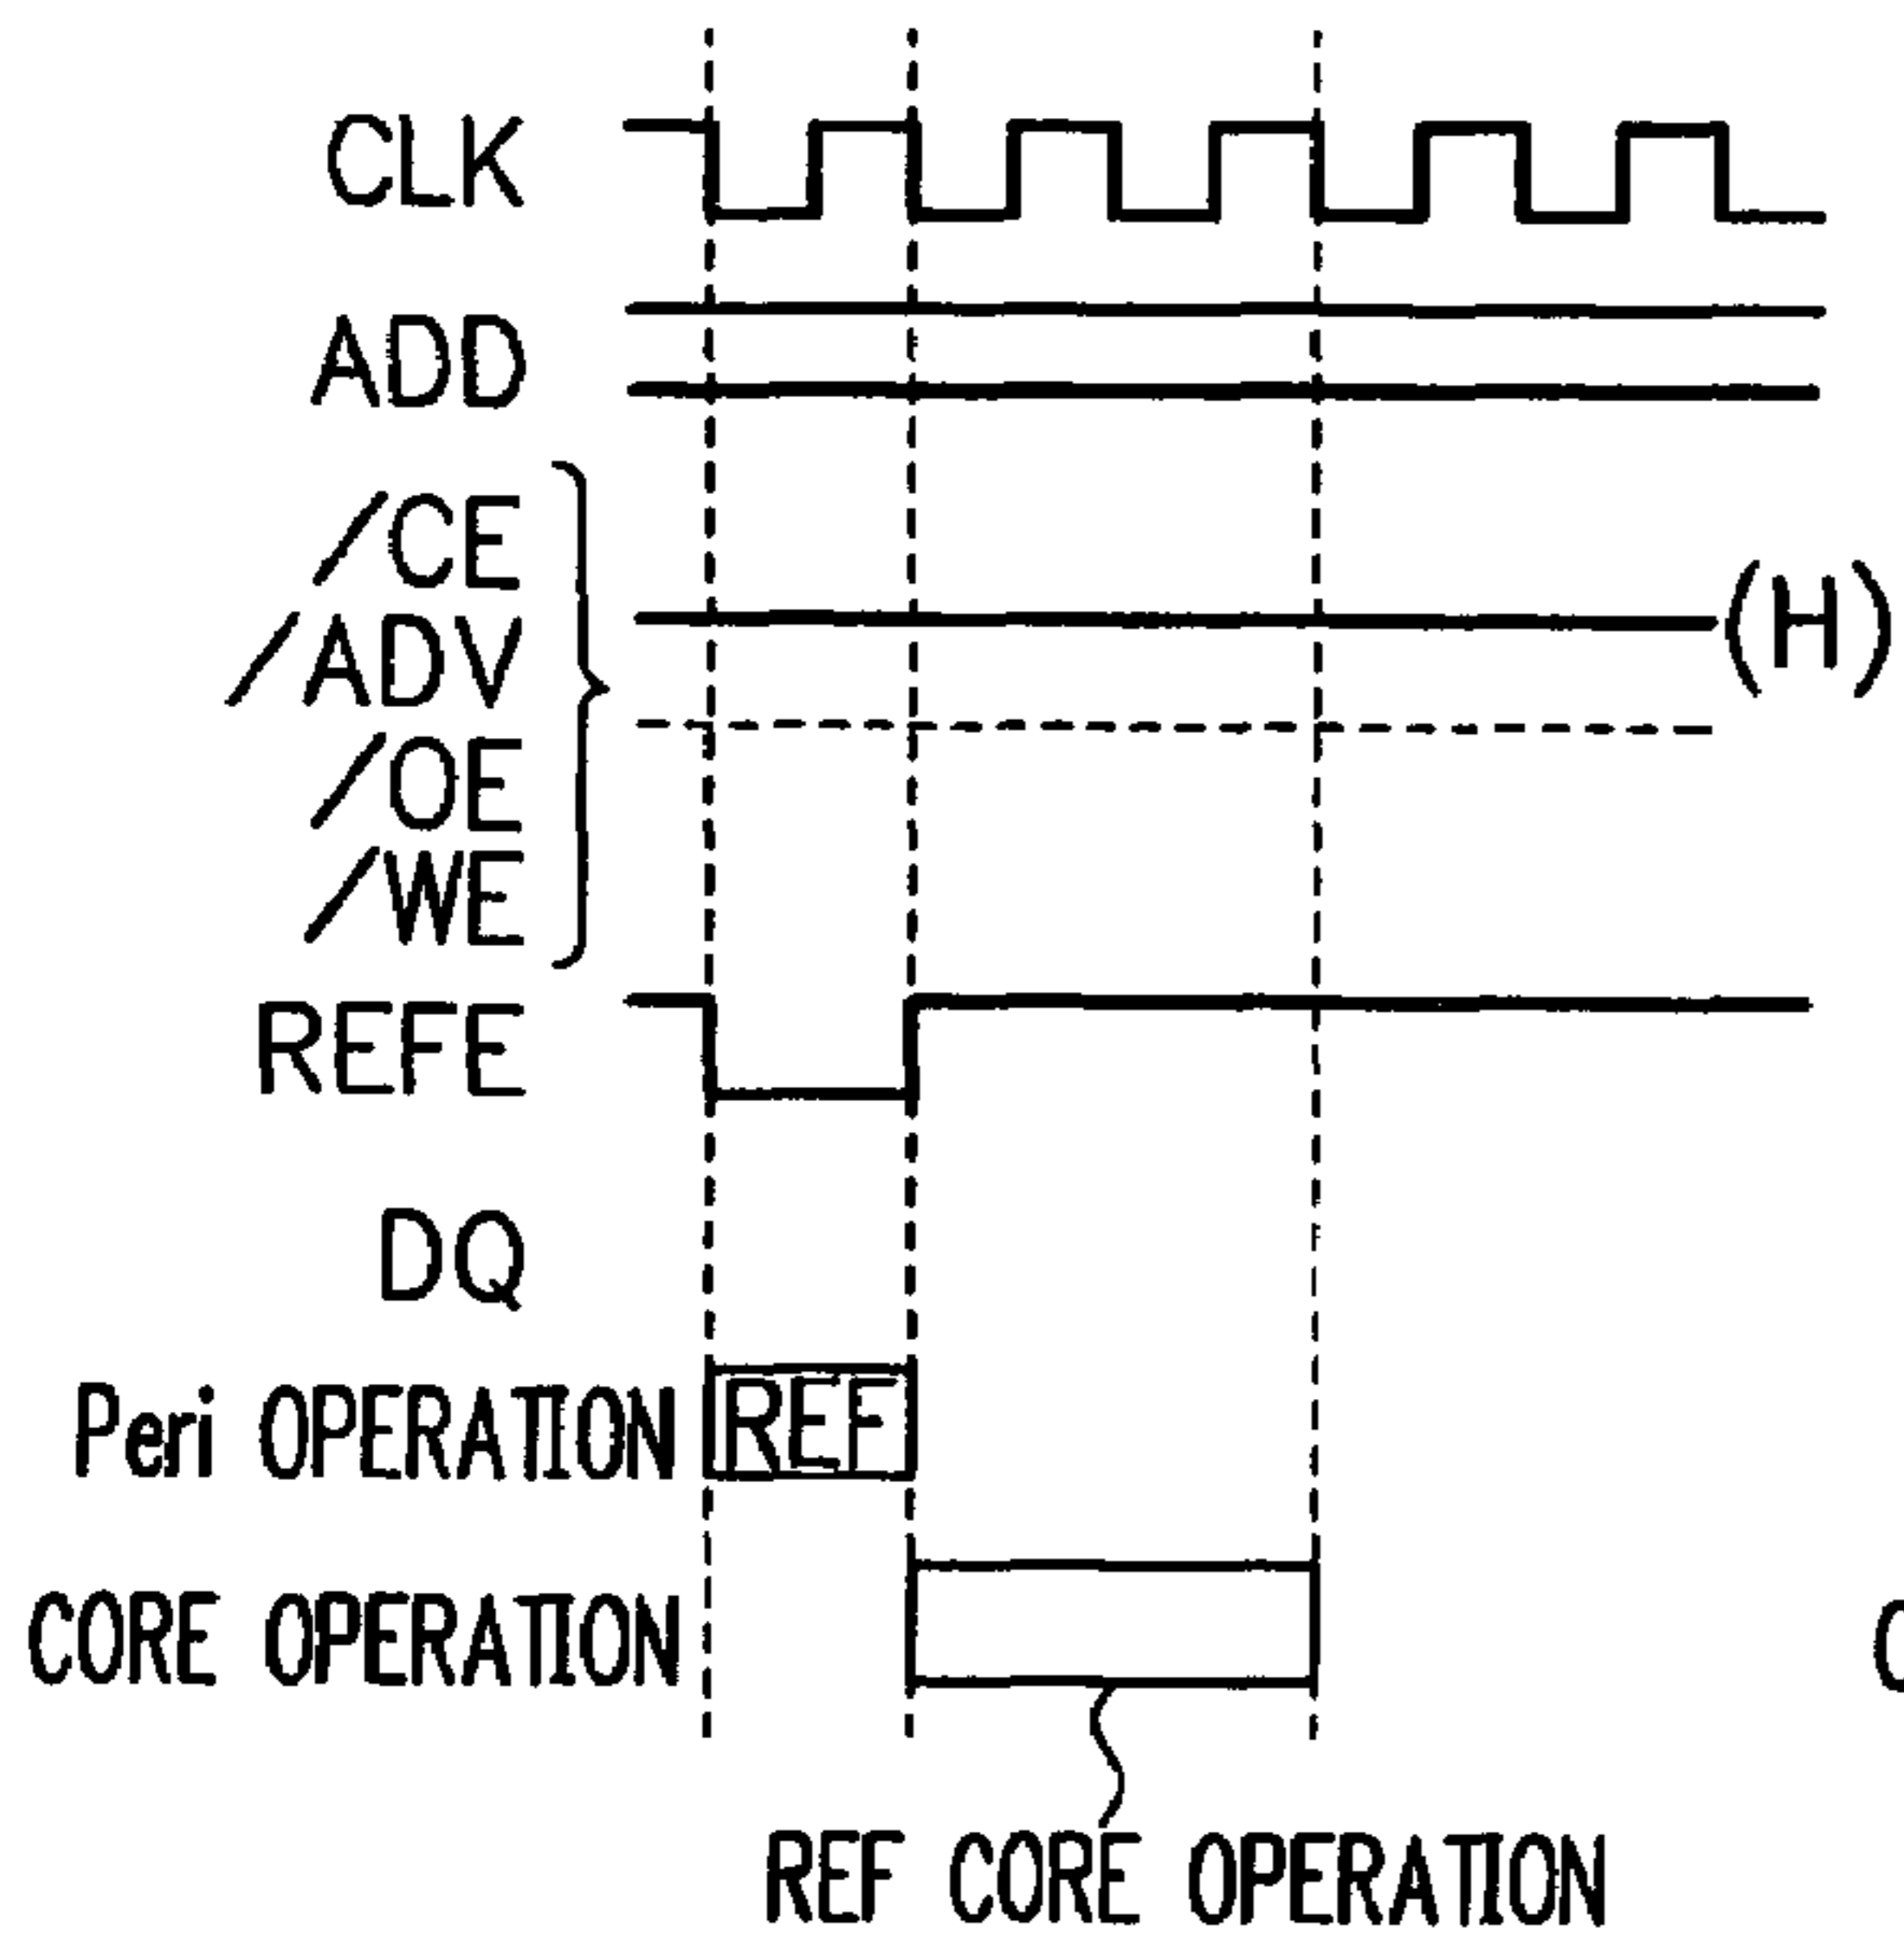 CLK
ADD
/CE
/ADV
/OE
/WE
(H)
REFE
DQ
Peri OPERATION REF
CORE OPERATION
REF CORE OPERATION